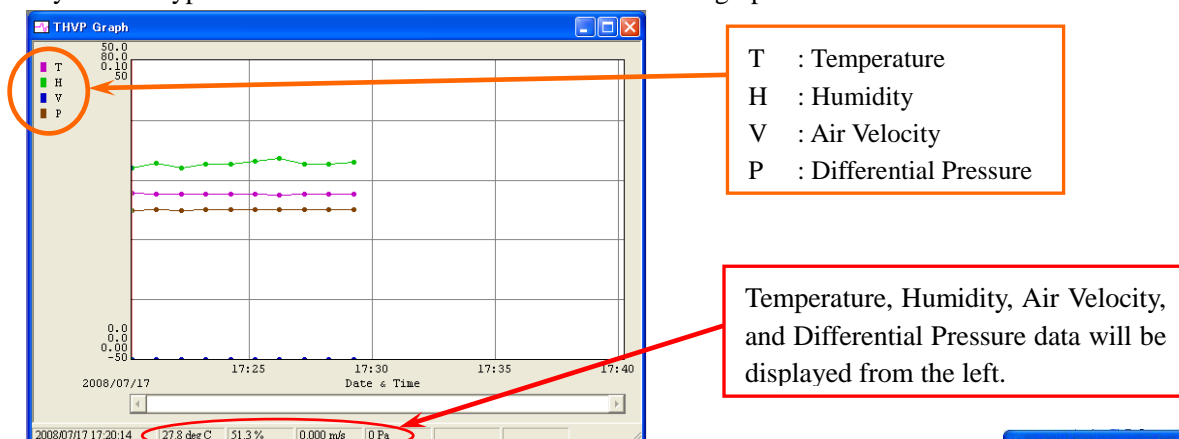 THVP Graph
50.0
80.0
0.10
50
T
H
V
P
0.0
0.0
0.00
-50
17:25
17:30
17:35
17:40
2008/07/17
Date & Time
2008/07/17 17:20:14
27.8 deg C
51.3 %
0.000 m/s
0 Pa
T : Temperature
H : Humidity
V : Air Velocity
P : Differential Pressure
Temperature, Humidity, Air Velocity,
and Differential Pressure data will be
displayed from the left.